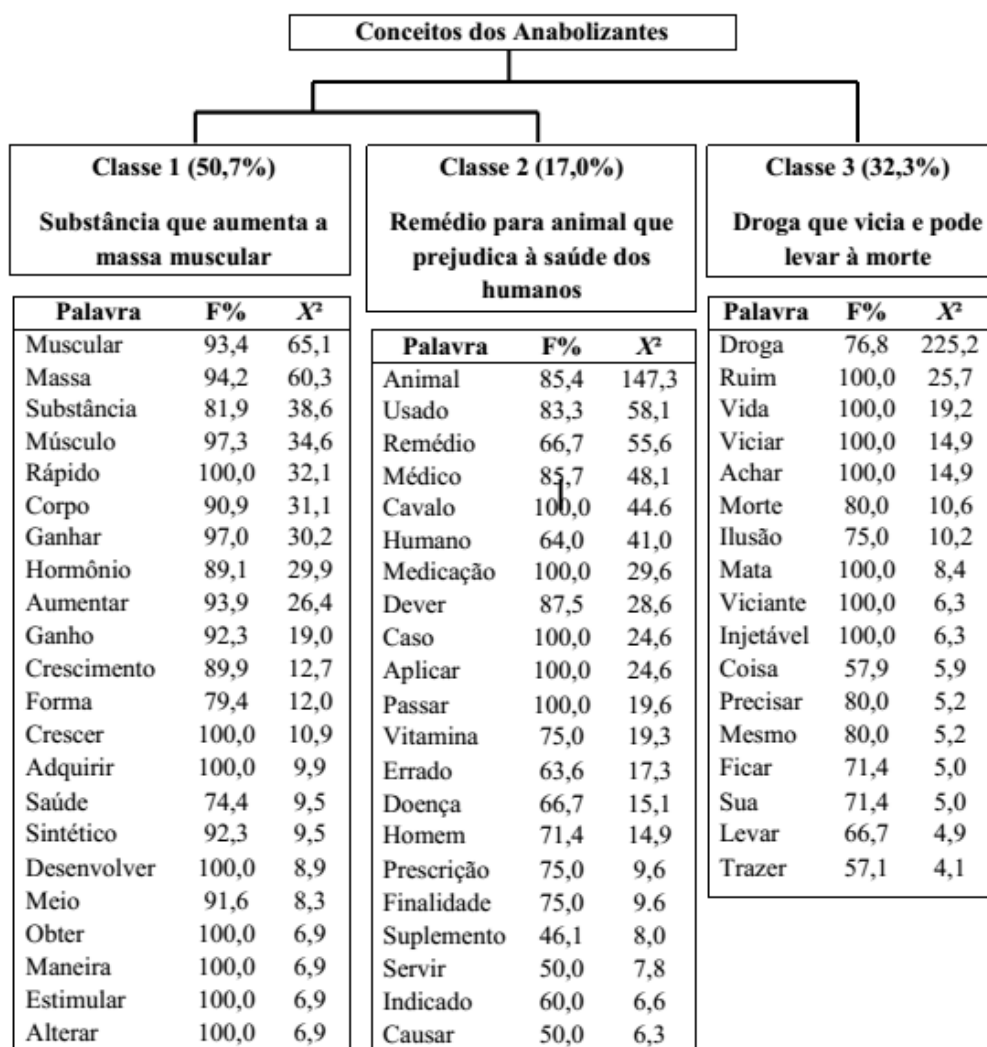 Conceitos dos Anabolizantes
Classe 1 (50,7%)
Substância que aumenta a
massa muscular
Palavra F% X²
Muscular 93,4 65,1
Massa 94,2 60,3
Substância 81,9 38,6
Músculo 97,3 34,6
Rápido 100,0 32,1
Corpo 90,9 31,1
Ganhar 97,0 30,2
Hormônio 89,1 29,9
Aumentar 93,9 26,4
Ganho 92,3 19,0
Crescimento 89,9 12,7
Forma 79,4 12,0
Crescer 100,0 10,9
Adquirir 100,0 9,9
Saúde 74,4 9,5
Sintético 92,3 9,5
Desenvolver 100,0 8,9
Meio 91,6 8,3
Obter 100,0 6,9
Maneira 100,0 6,9
Estimular 100,0 6,9
Alterar 100,0 6,9
Classe 2 (17,0%)
Remédio para animal que
prejudica à saúde dos
humanos
Palavra F% X²
Animal 85,4 147,3
Usado 83,3 58,1
Remédio 66,7 55,6
Médico 85,7 48,1
Cavalo 100,0 44.6
Humano 64,0 41,0
Medicação 100,0 29,6
Dever 87,5 28,6
Caso 100,0 24,6
Aplicar 100,0 24,6
Passar 100,0 19,6
Vitamina 75,0 19,3
Errado 63,6 17,3
Doença 66,7 15,1
Homem 71,4 14,9
Prescrição 75,0 9,6
Finalidade 75,0 9.6
Suplemento 46,1 8,0
Servir 50,0 7,8
Indicado 60,0 6,6
Causar 50,0 6,3
Classe 3 (32,3%)
Droga que vicia e pode
levar à morte
Palavra F% X²
Droga 76,8 225,2
Ruim 100,0 25,7
Vida 100,0 19,2
Viciar 100,0 14,9
Achar 100,0 14,9
Morte 80,0 10,6
Ilusão 75,0 10,2
Mata 100,0 8,4
Viciante 100,0 6,3
Injetável 100,0 6,3
Coisa 57,9 5,9
Precisar 80,0 5,2
Mesmo 80,0 5,2
Ficar 71,4 5,0
Sua 71,4 5,0
Levar 66,7 4,9
Trazer 57,1 4,1